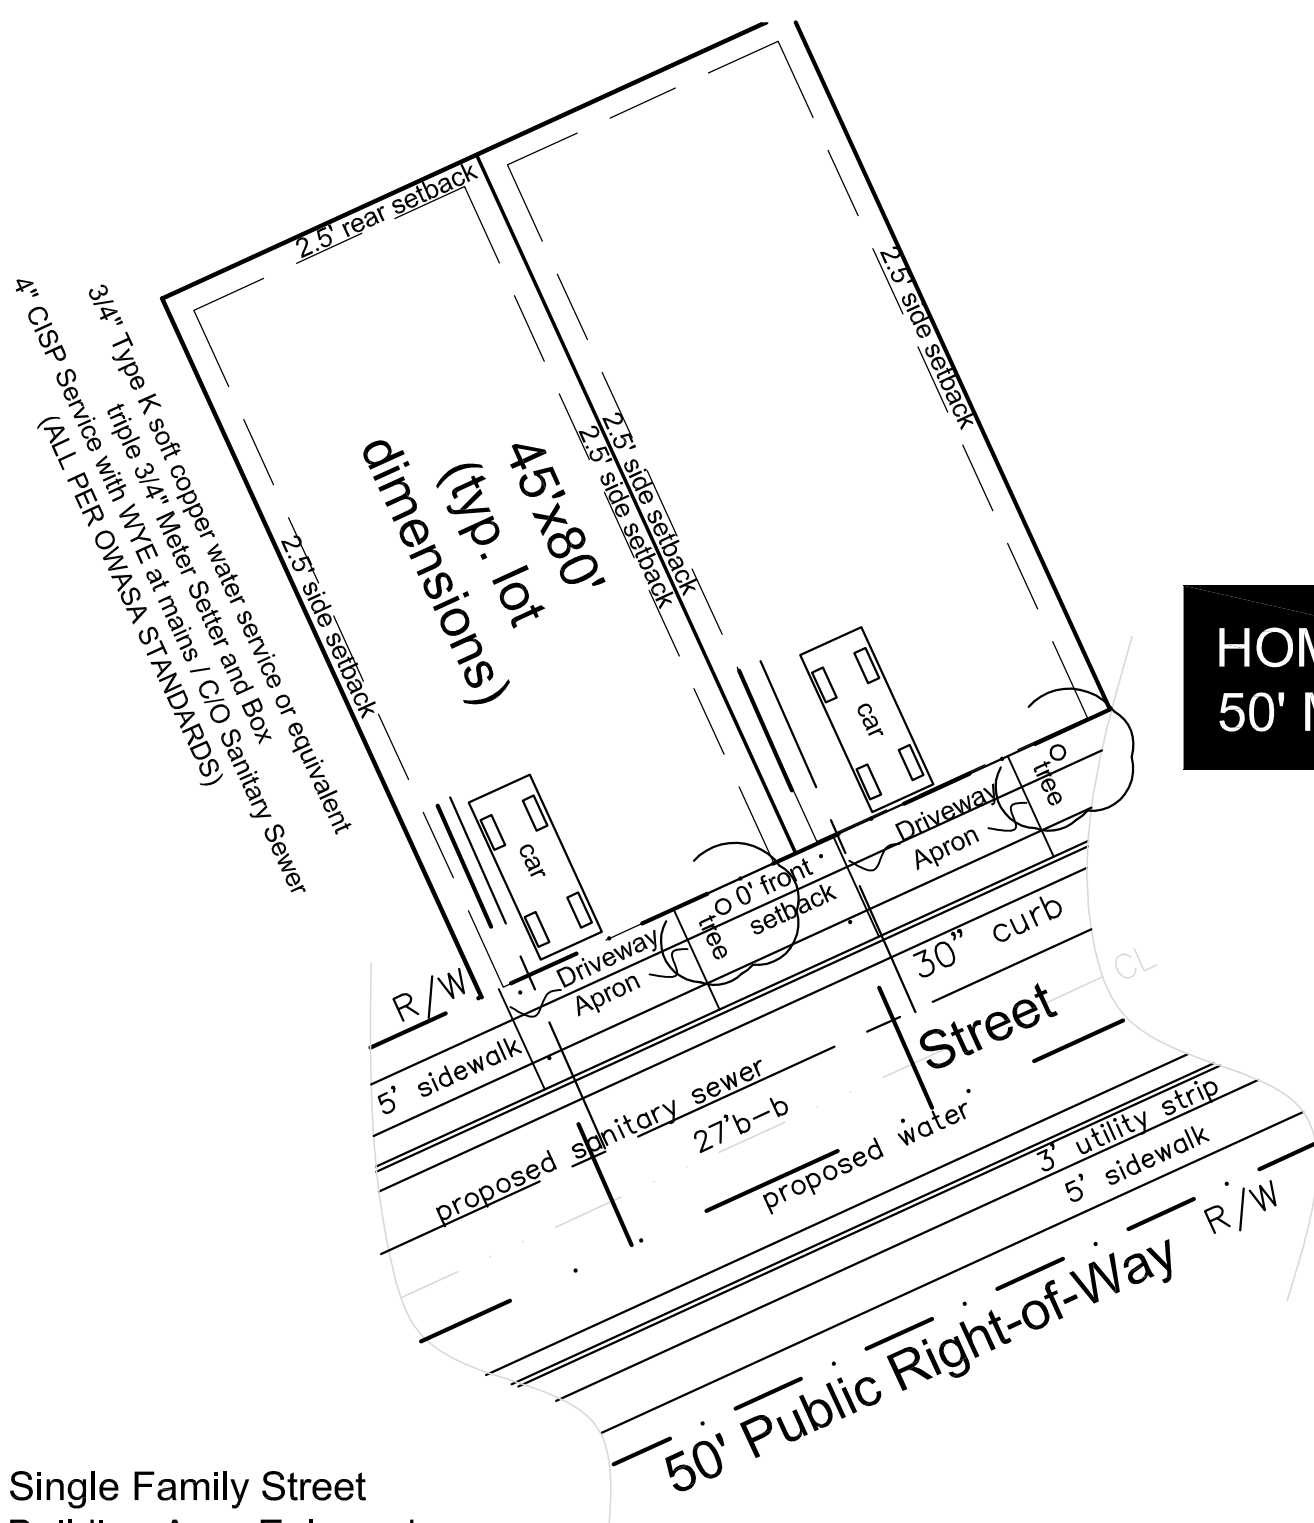 2.5' rear setback
2.5' side setback
3/4" Type K soft copper water service or equivalent
triple 3/4" Meter Setter and Box
4" CISP Service with WYE at mains / C/O Sanitary Sewer
(ALL PER OWASA STANDARDS)
45'x80'
(typ. lot
dimensions)
2.5' side setback
2.5' side setback
2.5' side setback
HOM
50' M
car
car
tree
Driveway
Apron
0' front
setback
tree
Driveway
Apron
30” curb
CL
R/W
5' sidewalk
Street
proposed sanitary sewer
27'b-b
proposed water
3' utility strip
5' sidewalk
R/W
50' Public Right-of-Way
Single Family Street